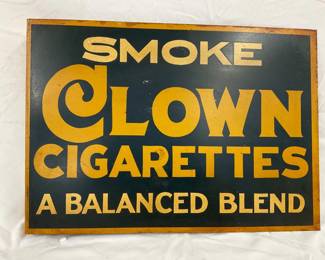 SMOKE
CLOWN
CIGARETTES
A BALANCED BLEND